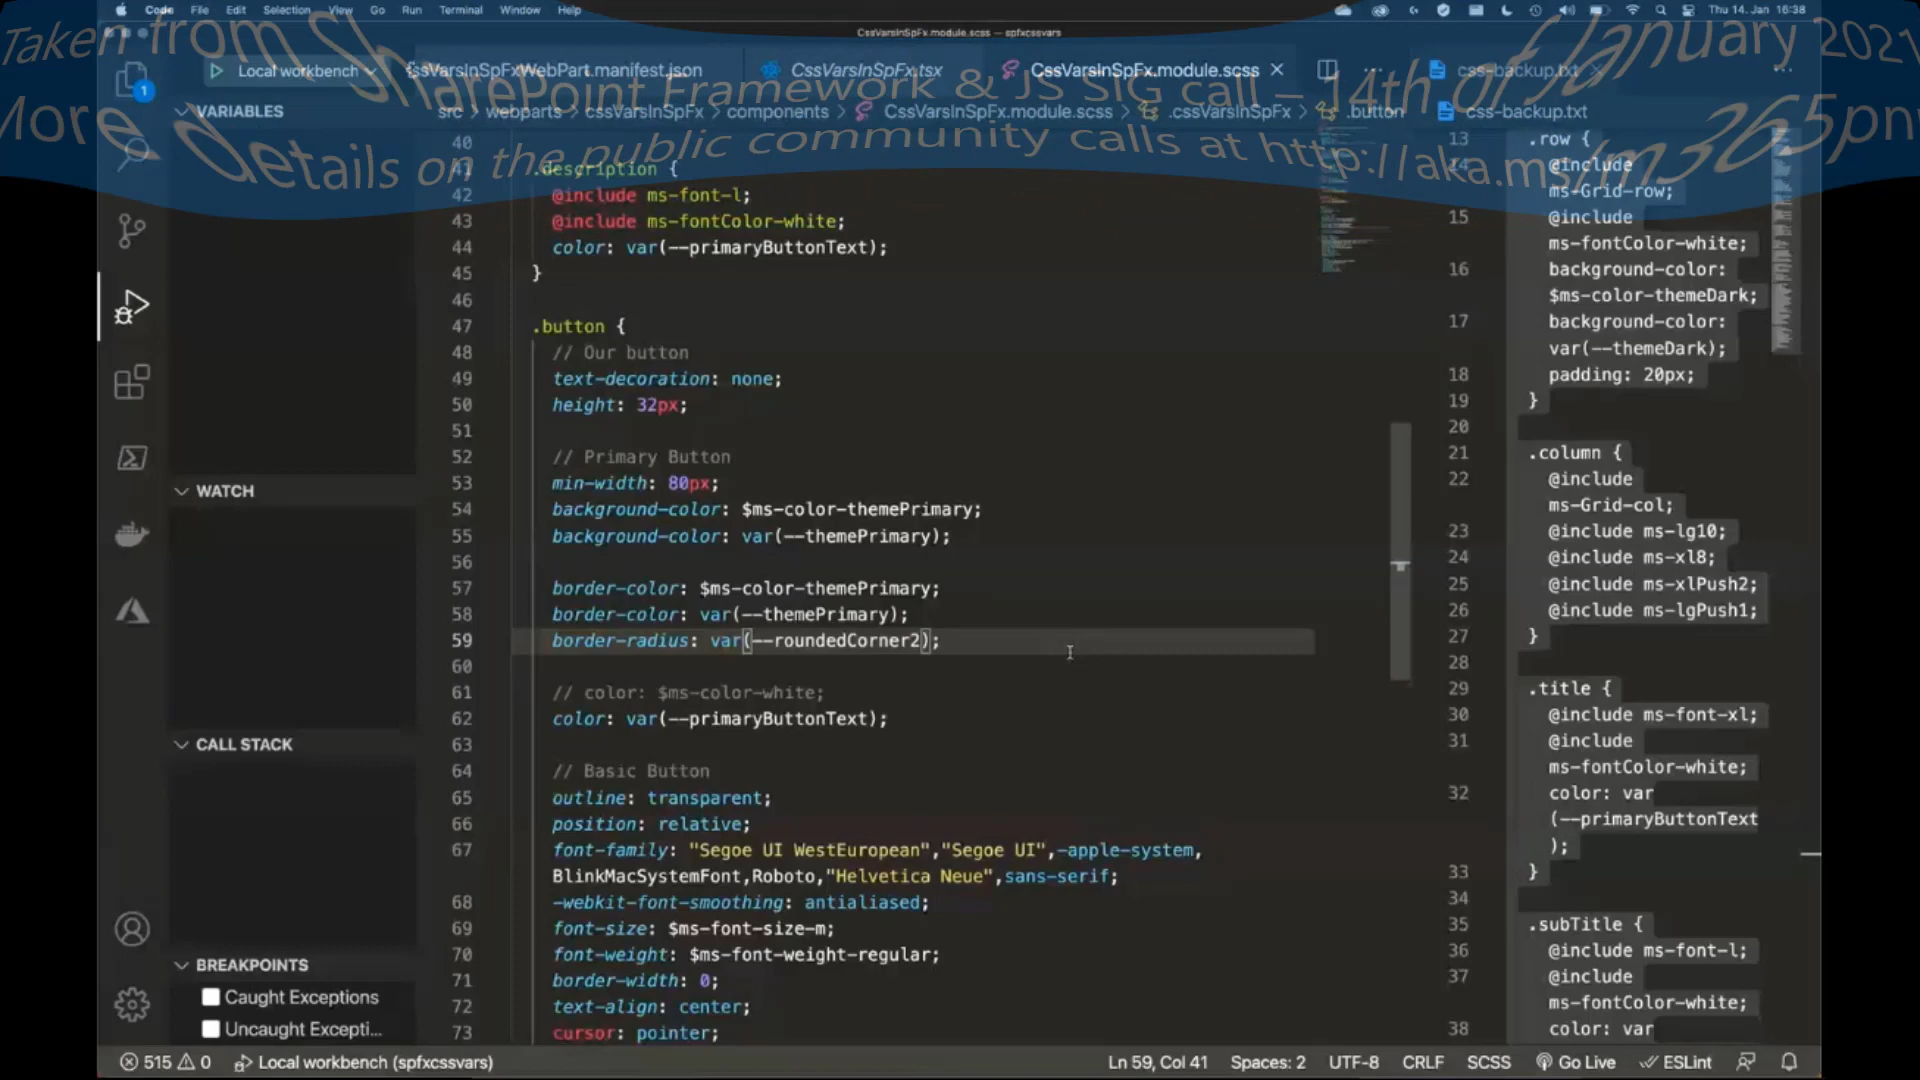 Code File Edit Selection View Go Run Terminal Window Help
Thu 14. Jan 16:38
CssVarsInSpFx.module.scss — spfxcssvars
Taken from SharePoint Framework & JS SIG call – 14th of January 2021
More details on the public community calls at http://aka.ms/m365pnp
Local workbench
CssVarsInSpFxWebPart.manifest.json
CssVarsInSpFx.tsx
CssVarsInSpFx.module.scss
css-backup.txt
VARIABLES
src > webparts > cssVarsInSpFx > components > CssVarsInSpFx.module.scss > .cssVarsInSpFx > .button
css-backup.txt
1
WATCH
CALL STACK
BREAKPOINTS
Caught Exceptions
Uncaught Excepti...
40
41 .description {
42 @include ms-font-l;
43 @include ms-fontColor-white;
44 color: var(--primaryButtonText);
45 }
46
47 .button {
48 // Our button
49 text-decoration: none;
50 height: 32px;
51
52 // Primary Button
53 min-width: 80px;
54 background-color: $ms-color-themePrimary;
55 background-color: var(--themePrimary);
56
57 border-color: $ms-color-themePrimary;
58 border-color: var(--themePrimary);
59 border-radius: var(--roundedCorner2);
60
61 // color: $ms-color-white;
62 color: var(--primaryButtonText);
63
64 // Basic Button
65 outline: transparent;
66 position: relative;
67 font-family: "Segoe UI WestEuropean","Segoe UI",-apple-system,
BlinkMacSystemFont,Roboto,"Helvetica Neue",sans-serif;
68 -webkit-font-smoothing: antialiased;
69 font-size: $ms-font-size-m;
70 font-weight: $ms-font-weight-regular;
71 border-width: 0;
72 text-align: center;
73 cursor: pointer;
13 .row {
14 @include
ms-Grid-row;
15 @include
ms-fontColor-white;
16 background-color:
$ms-color-themeDark;
17 background-color:
var(--themeDark);
18 padding: 20px;
19 }
20
21 .column {
22 @include
ms-Grid-col;
23 @include ms-lg10;
24 @include ms-xl8;
25 @include ms-xlPush2;
26 @include ms-lgPush1;
27 }
28
29 .title {
30 @include ms-font-xl;
31 @include
ms-fontColor-white;
32 color: var
(--primaryButtonText
);
33 }
34
35 .subTitle {
36 @include ms-font-l;
37 @include
ms-fontColor-white;
38 color: var
515 0 Local workbench (spfxcssvars)
Ln 59, Col 41 Spaces: 2 UTF-8 CRLF SCSS Go Live ESLint